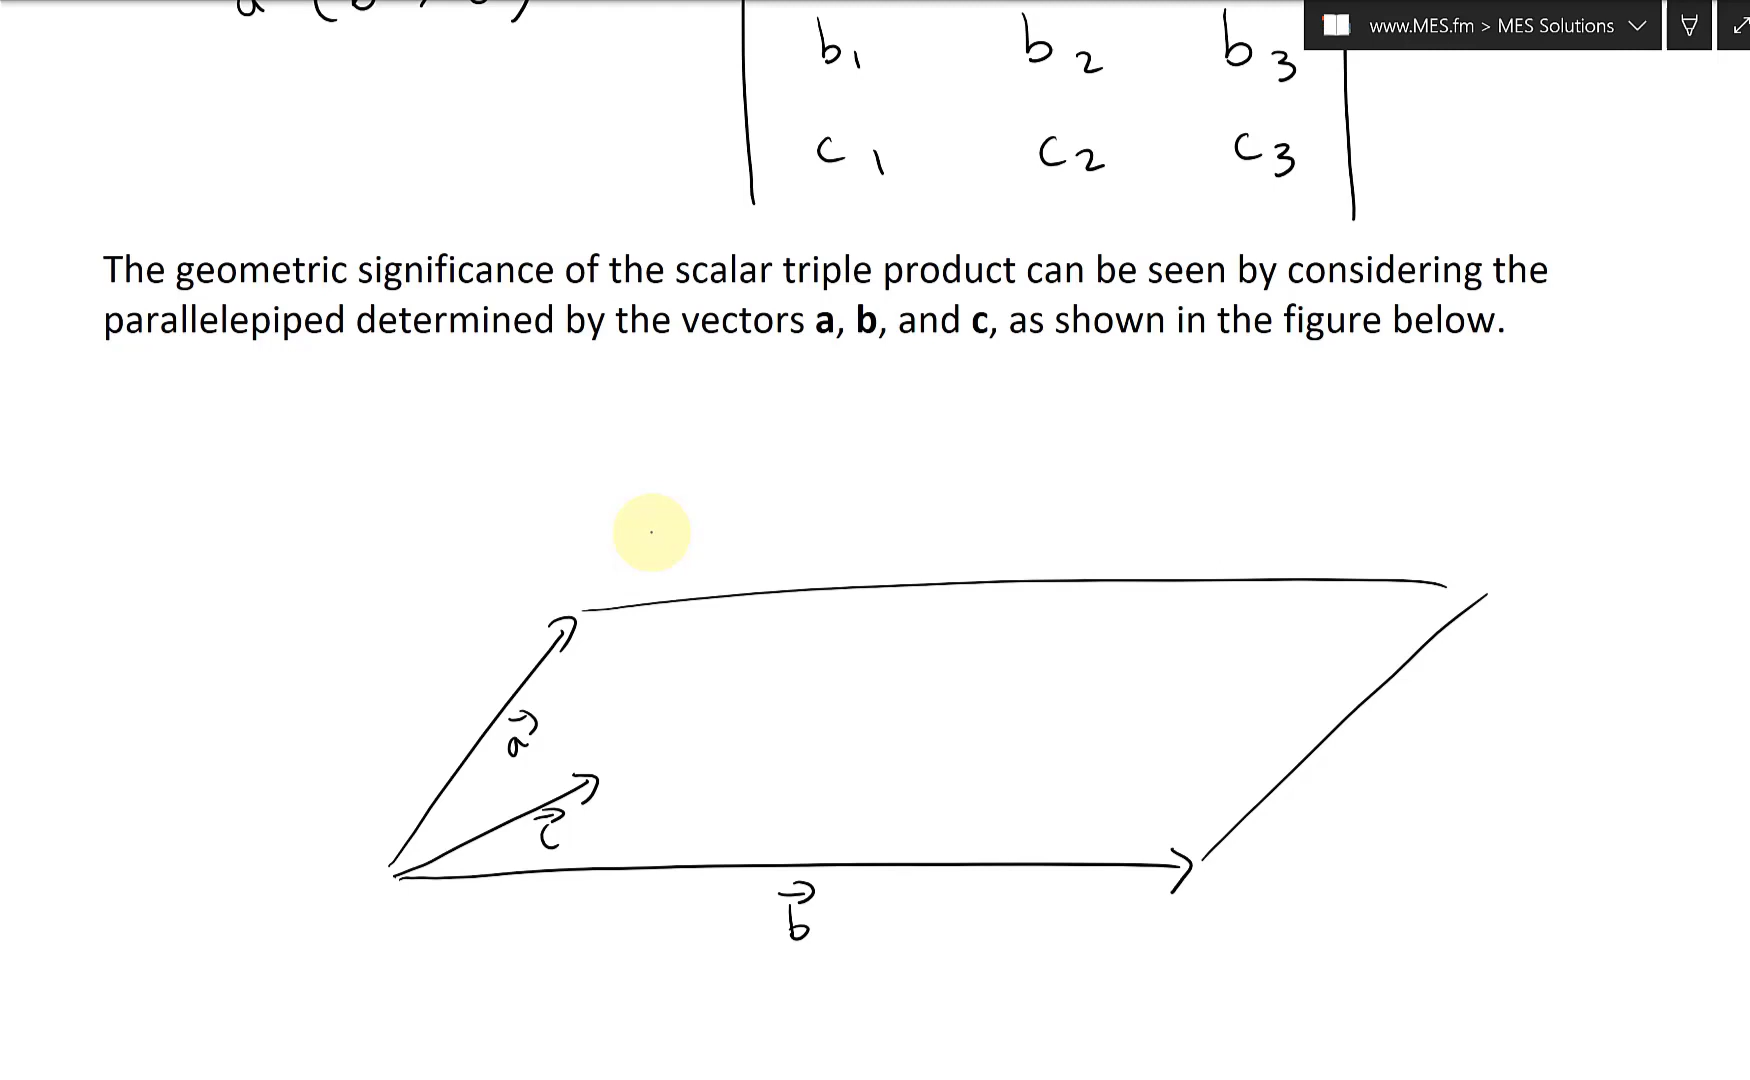 b₁ b₂ b₃
www.MES.fm > MES Solutions
c₁ c₂ c₃
The geometric significance of the scalar triple product can be seen by considering the
parallelepiped determined by the vectors a, b, and c, as shown in the figure below.
a⃗
c⃗
b⃗